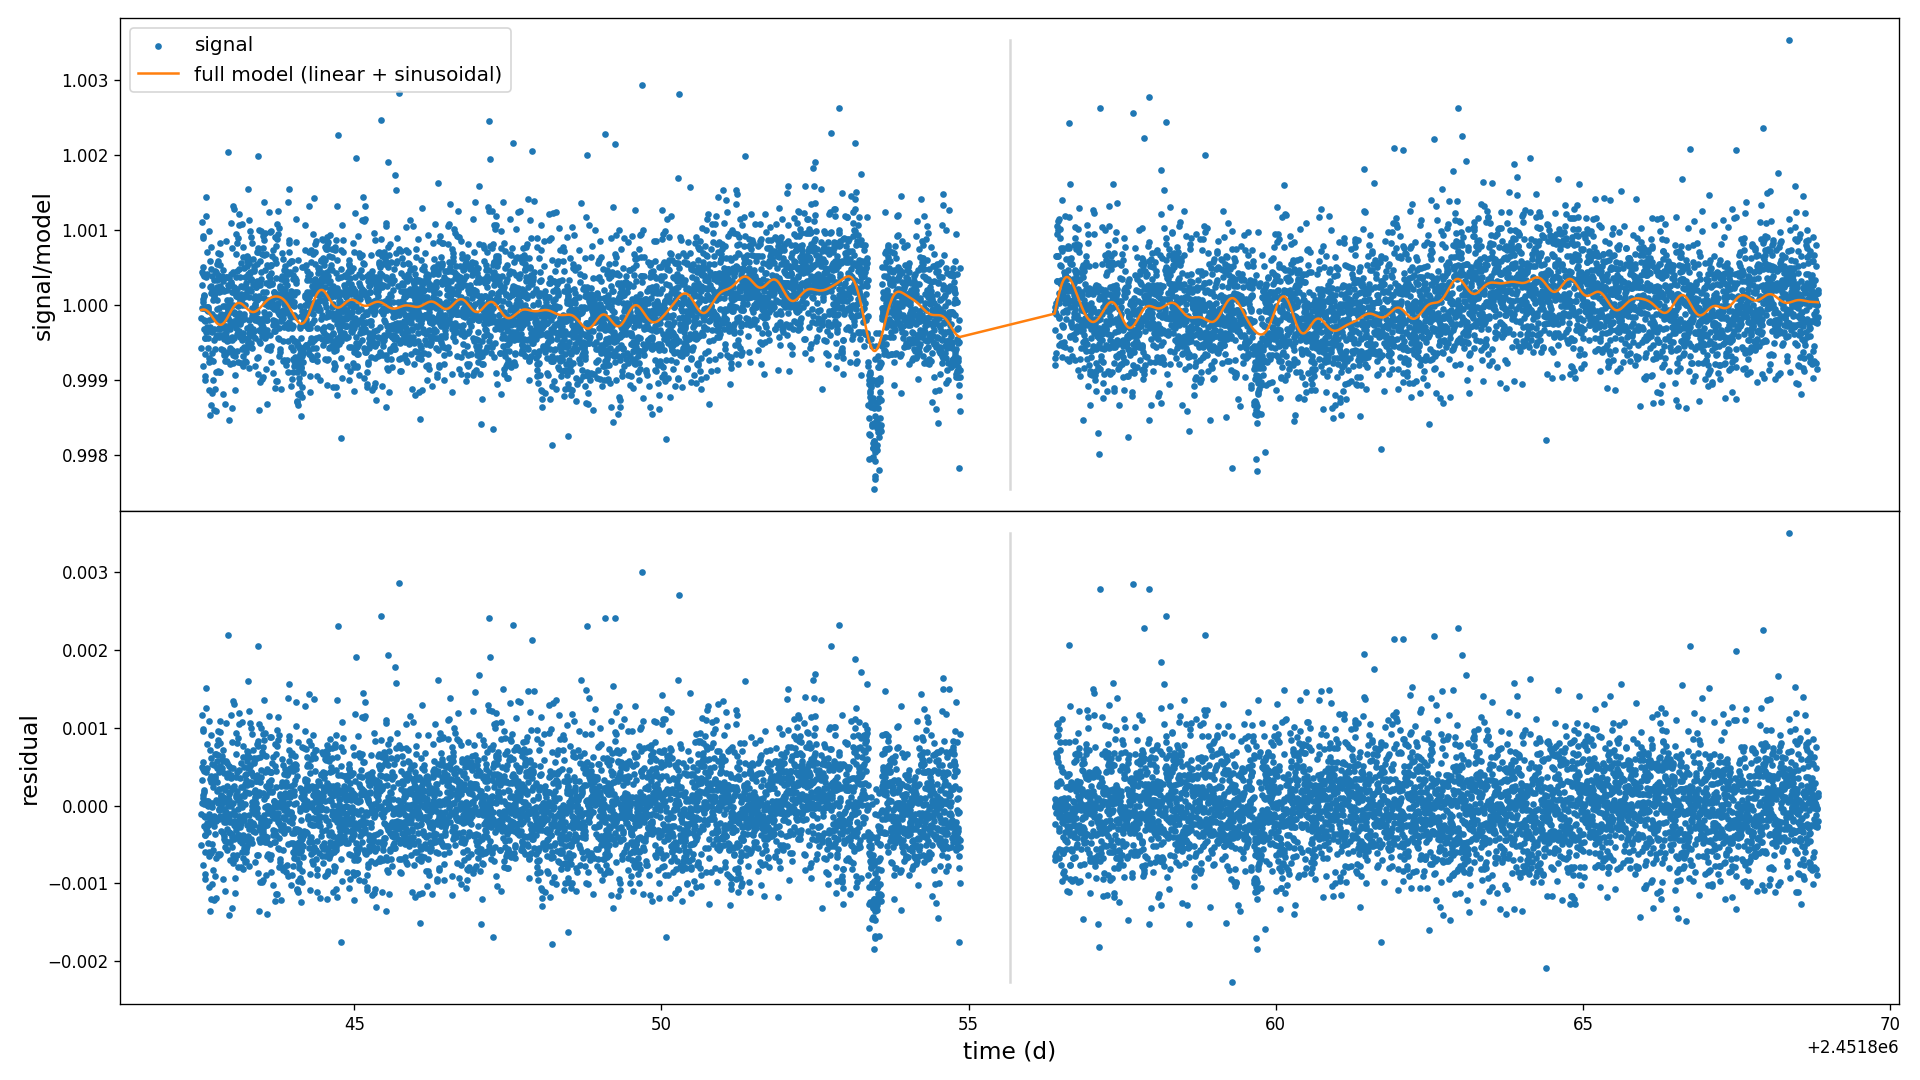 signal
full model (linear + sinusoidal)
signal/model
1.003
1.002
1.001
1.000
0.999
0.998
residual
0.003
0.002
0.001
0.000
−0.001
−0.002
45 50 55 60 65 70
time (d)
+2.4518e6